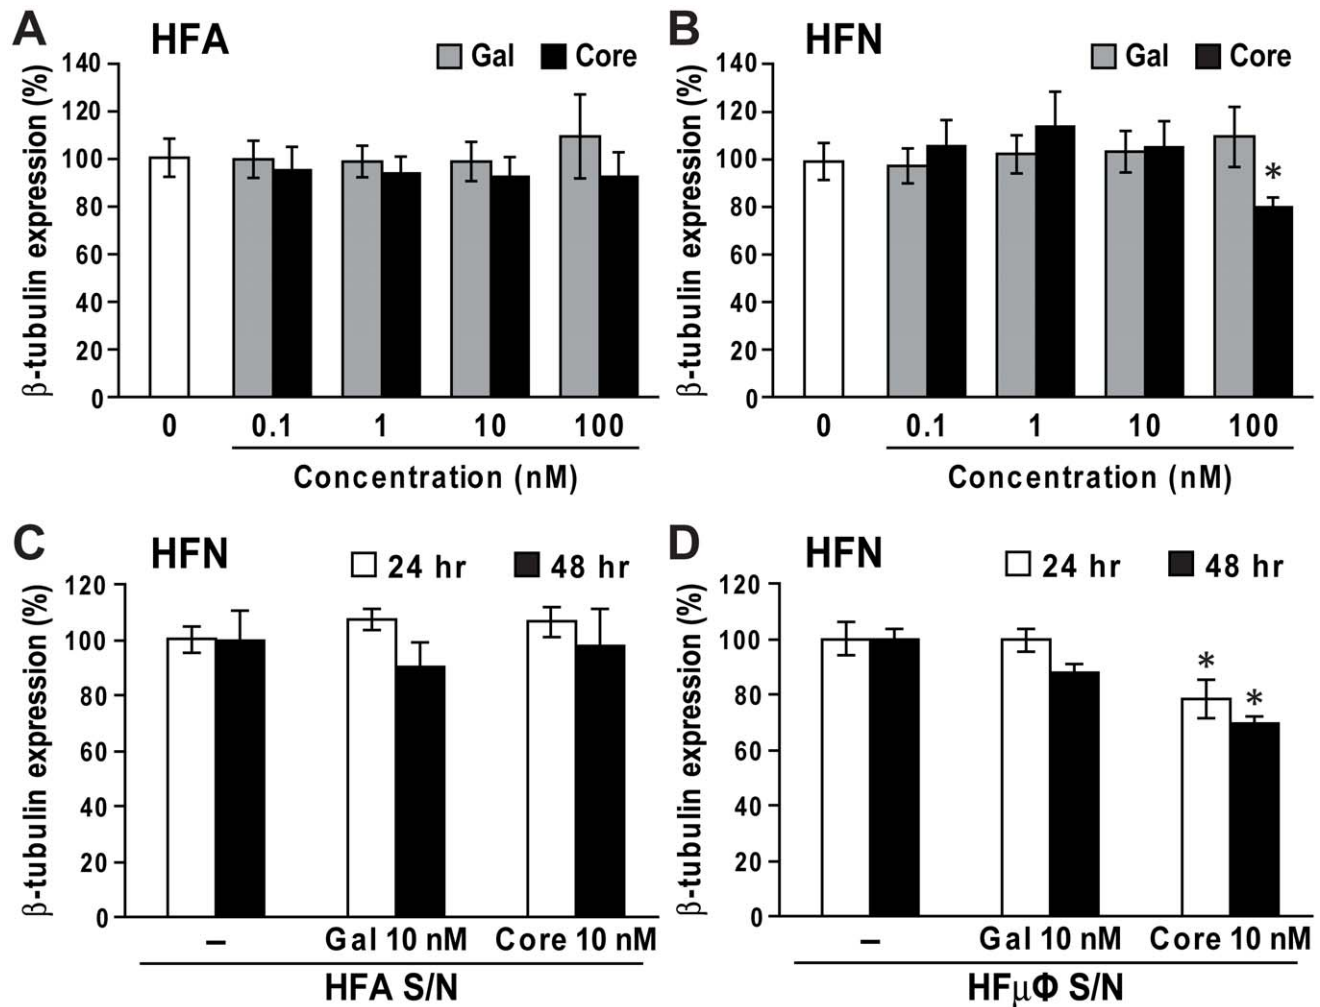 A
HFA
Gal
Core
β-tubulin expression (%)
140
120
100
80
60
40
20
0
0
0.1
1
10
100
Concentration (nM)
B
HFN
Gal
Core
β-tubulin expression (%)
140
120
100
80
60
40
20
0
*
0
0.1
1
10
100
Concentration (nM)
C
HFN
24 hr
48 hr
β-tubulin expression (%)
120
100
80
60
40
20
0
–
Gal 10 nM
Core 10 nM
HFA S/N
D
HFN
24 hr
48 hr
β-tubulin expression (%)
120
100
80
60
40
20
0
*
*
–
Gal 10 nM
Core 10 nM
HFμΦ S/N